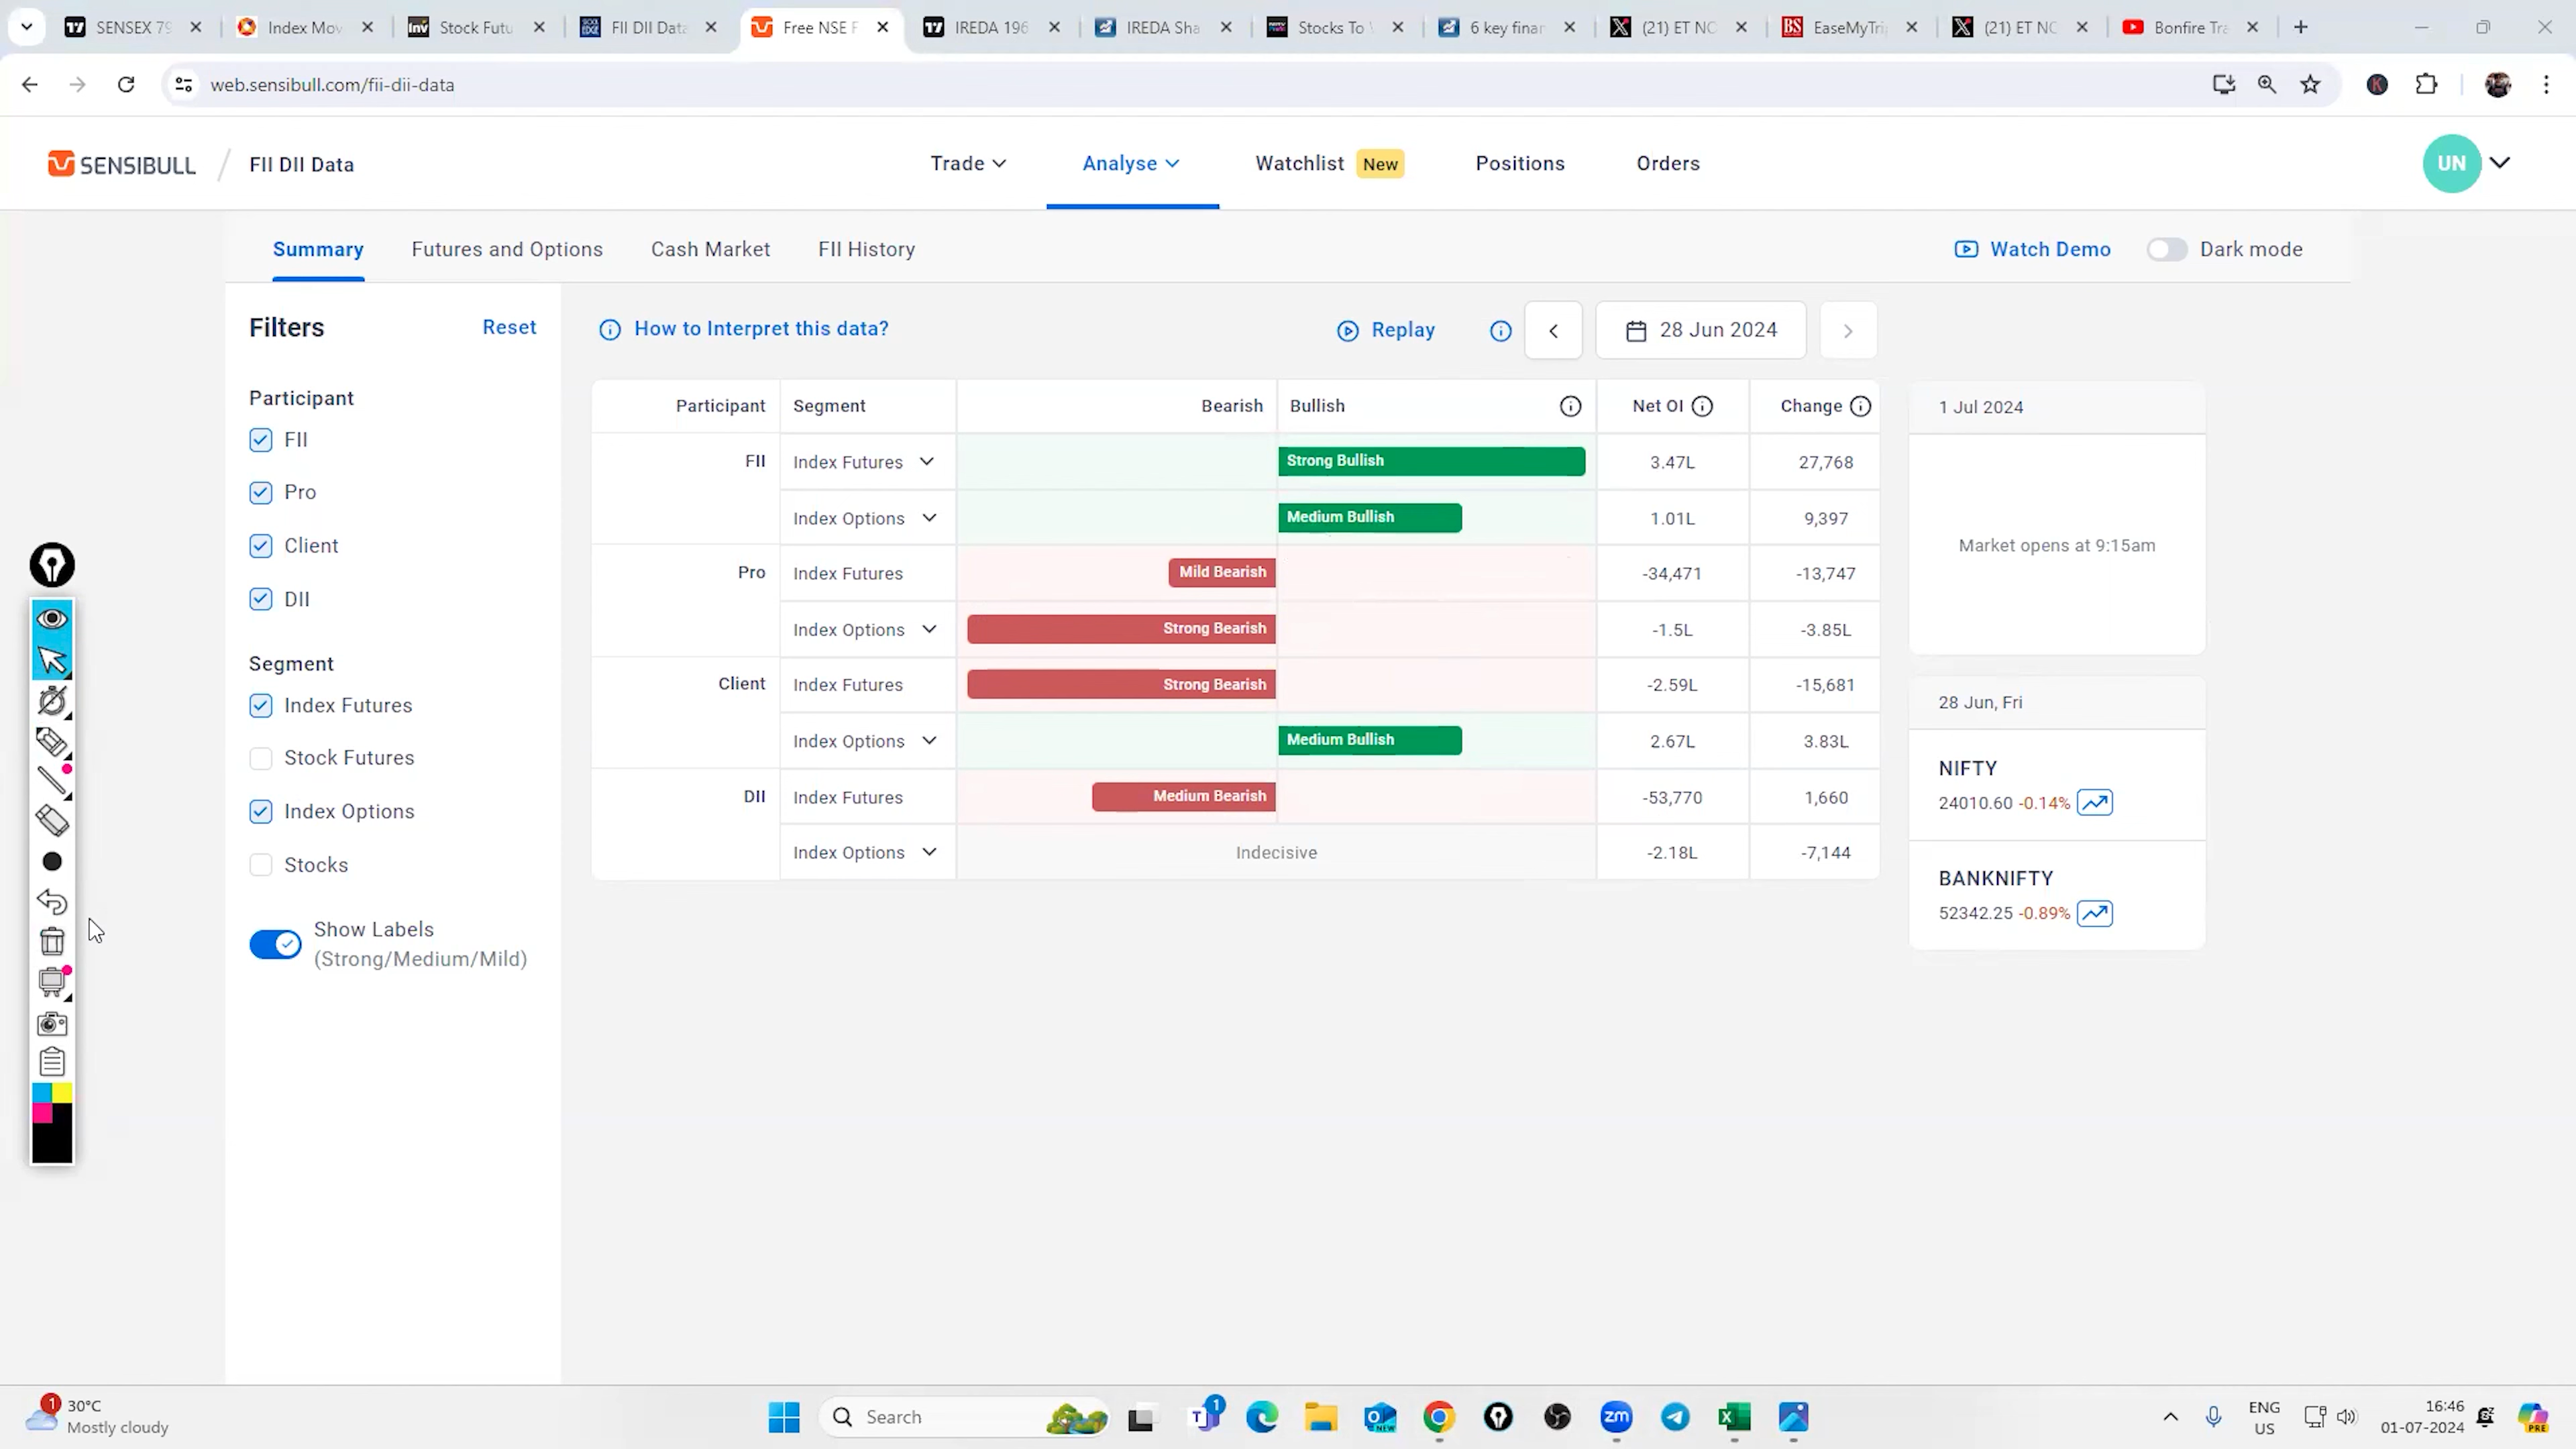 SENSEX 79
Index Mov
Stock Futu
FII DII Data
Free NSE F
IREDA 196
IREDA Sha
Stocks To
6 key finan
(21) ET NO
BS
EaseMyTri
(21) ET NO
Bonfire Tra
web.sensibull.com/fii-dii-data
SENSIBULL / FII DII Data
Trade
Analyse
Watchlist New
Positions
Orders
UN
Summary
Futures and Options
Cash Market
FII History
Watch Demo
Dark mode
Filters
Reset
Participant
FII
Pro
Client
DII
Segment
Index Futures
Stock Futures
Index Options
Stocks
Show Labels
(Strong/Medium/Mild)
How to Interpret this data?
Replay
28 Jun 2024
Participant Segment Bearish Bullish Net OI Change
FII Index Futures Strong Bullish 3.47L 27,768
Index Options Medium Bullish 1.01L 9,397
Pro Index Futures Mild Bearish -34,471 -13,747
Index Options Strong Bearish -1.5L -3.85L
Client Index Futures Strong Bearish -2.59L -15,681
Index Options Medium Bullish 2.67L 3.83L
DII Index Futures Medium Bearish -53,770 1,660
Index Options Indecisive -2.18L -7,144
1 Jul 2024
Market opens at 9:15am
28 Jun, Fri
NIFTY
24010.60 -0.14%
BANKNIFTY
52342.25 -0.89%
1
30°C
Mostly cloudy
Search
1
zm
ENG
US
16:46
01-07-2024
PRE